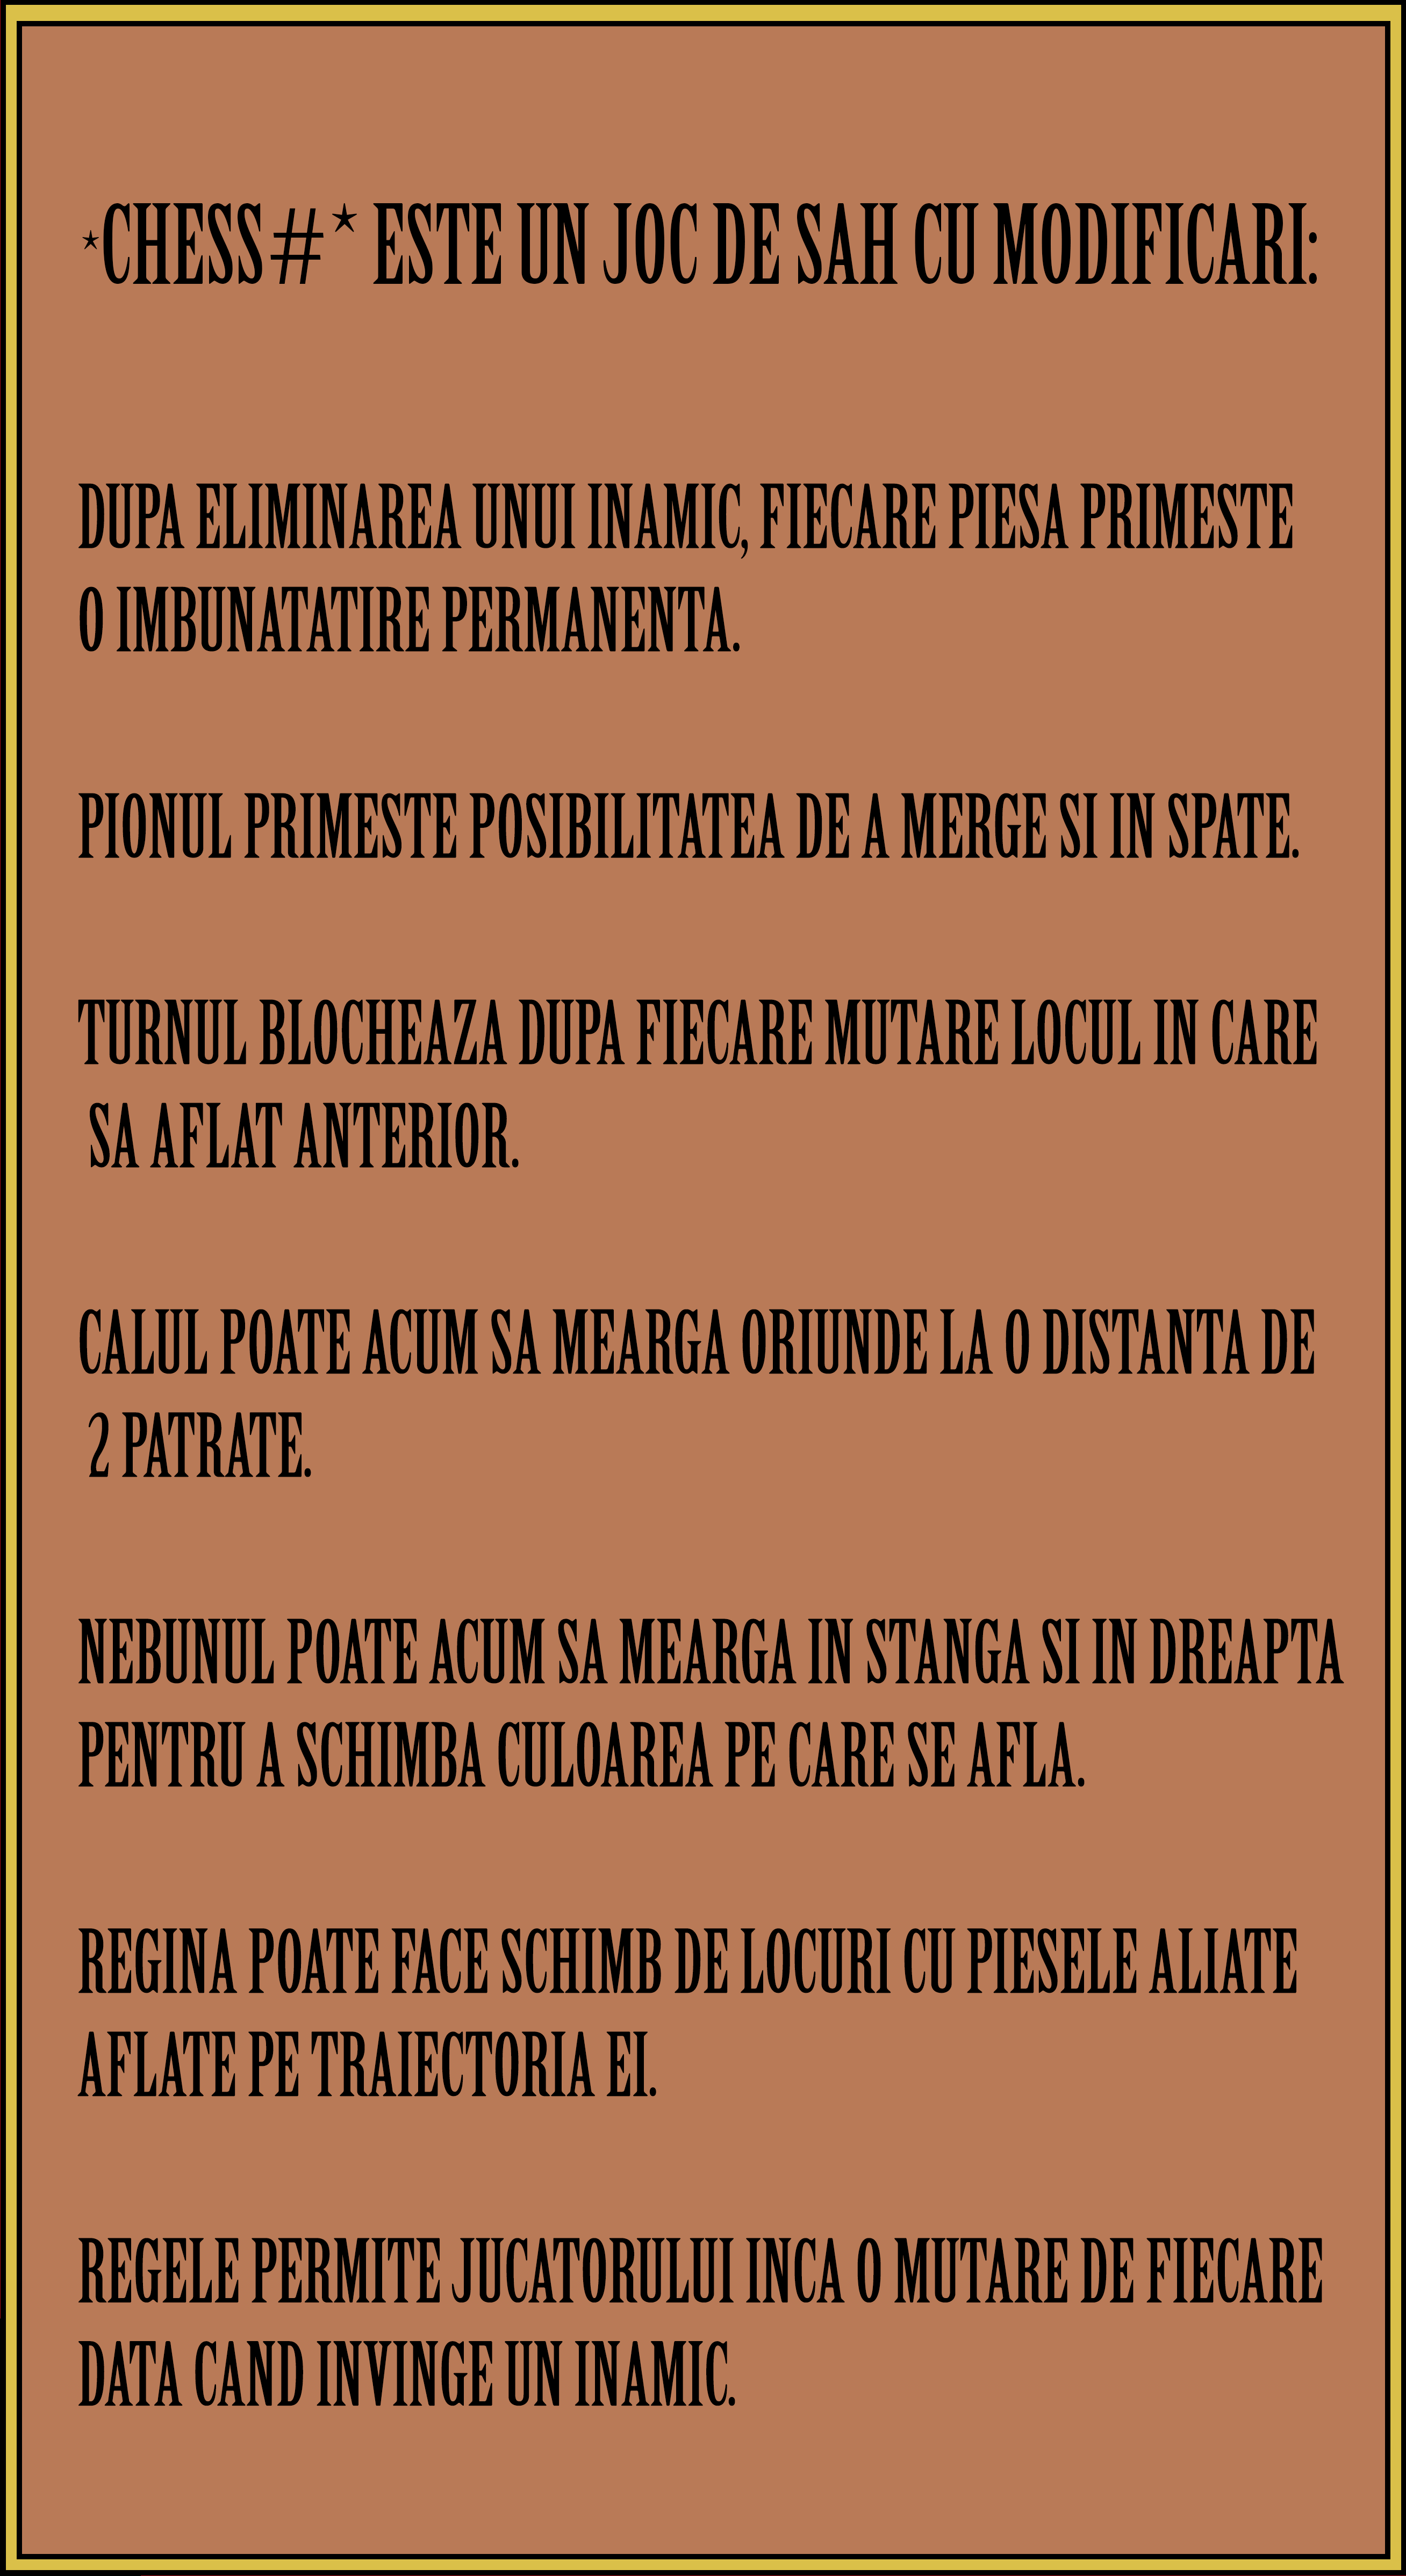 *CHESS#* ESTE UN JOC DE SAH CU MODIFICARI:
DUPA ELIMINAREA UNUI INAMIC, FIECARE PIESA PRIMESTE
O IMBUNATATIRE PERMANENTA.
PIONUL PRIMESTE POSIBILITATEA DE A MERGE SI IN SPATE.
TURNUL BLOCHEAZA DUPA FIECARE MUTARE LOCUL IN CARE
SA AFLAT ANTERIOR.
CALUL POATE ACUM SA MEARGA ORIUNDE LA O DISTANTA DE
2 PATRATE.
NEBUNUL POATE ACUM SA MEARGA IN STANGA SI IN DREAPTA
PENTRU A SCHIMBA CULOAREA PE CARE SE AFLA.
REGINA POATE FACE SCHIMB DE LOCURI CU PIESELE ALIATE
AFLATE PE TRAIECTORIA EI.
REGELE PERMITE JUCATORULUI INCA O MUTARE DE FIECARE
DATA CAND INVINGE UN INAMIC.